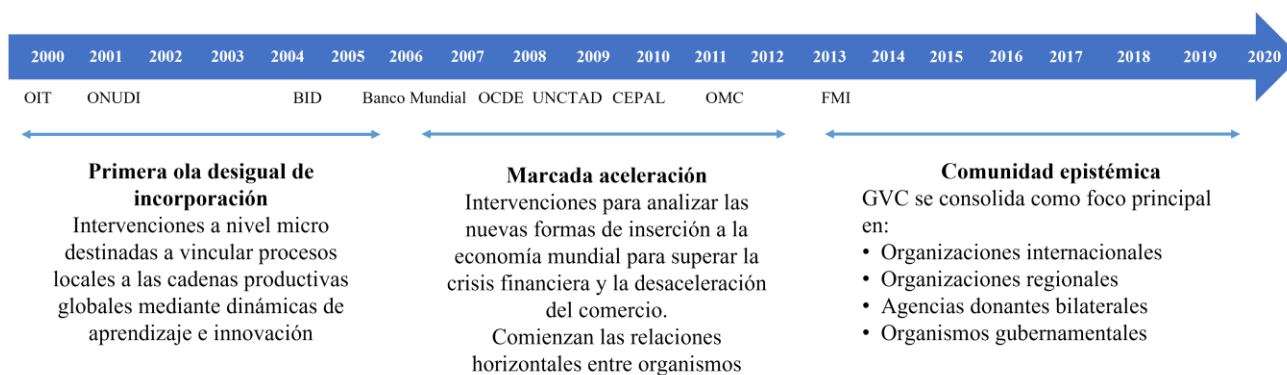 2000 2001 2002 2003 2004 2005 2006 2007 2008 2009 2010 2011 2012 2013 2014 2015 2016 2017 2018 2019 2020
OIT ONUDI BID Banco Mundial OCDE UNCTAD CEPAL OMC FMI
Primera ola desigual de
incorporación
Intervenciones a nivel micro
destinadas a vincular procesos
locales a las cadenas productivas
globales mediante dinámicas de
aprendizaje e innovación
Marcada aceleración
Intervenciones para analizar las
nuevas formas de inserción a la
economía mundial para superar la
crisis financiera y la desaceleración
del comercio.
Comienzan las relaciones
horizontales entre organismos
Comunidad epistémica
GVC se consolida como foco principal
en:
• Organizaciones internacionales
• Organizaciones regionales
• Agencias donantes bilaterales
• Organismos gubernamentales